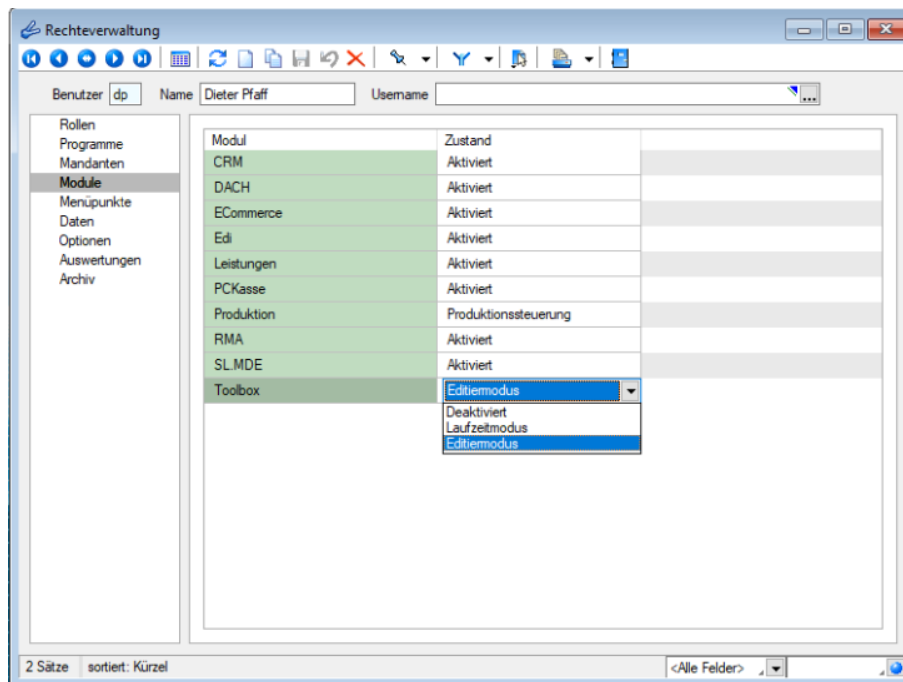 Rechteverwaltung
Benutzer dp Name Dieter Pfaff Username ...
Rollen
Programme
Mandanten
Module
Menüpunkte
Daten
Optionen
Auswertungen
Archiv
Modul Zustand
CRM Aktiviert
DACH Aktiviert
ECommerce Aktiviert
Edi Aktiviert
Leistungen Aktiviert
PCKasse Aktiviert
Produktion Produktionssteuerung
RMA Aktiviert
SL.MDE Aktiviert
Toolbox Editiermodus
Deaktiviert
Laufzeitmodus
Editiermodus
2 Sätze sortiert: Kürzel <Alle Felder>